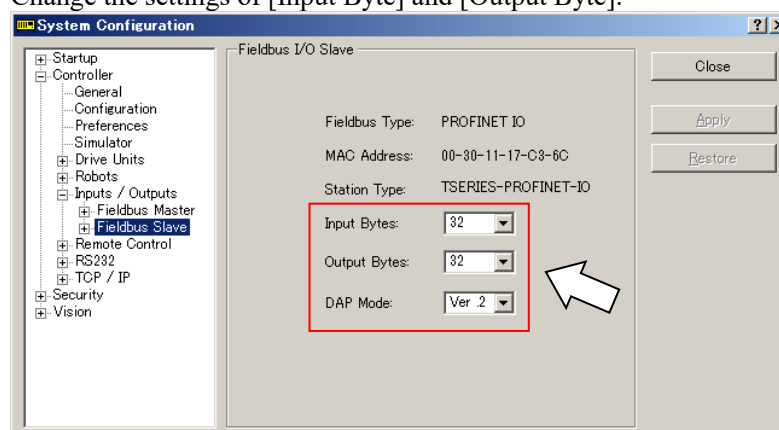 Change the settings of [Input Byte] and [Output Byte].
System Configuration
Startup
Controller
General
Configuration
Preferences
Simulator
Drive Units
Robots
Inputs / Outputs
Fieldbus Master
Fieldbus Slave
Remote Control
RS232
TCP / IP
Security
Vision
Fieldbus I/O Slave
Fieldbus Type: PROFINET IO
MAC Address: 00-30-11-17-C3-6C
Station Type: TSERIES-PROFINET-IO
Input Bytes: 32
Output Bytes: 32
DAP Mode: Ver .2
Close
Apply
Restore